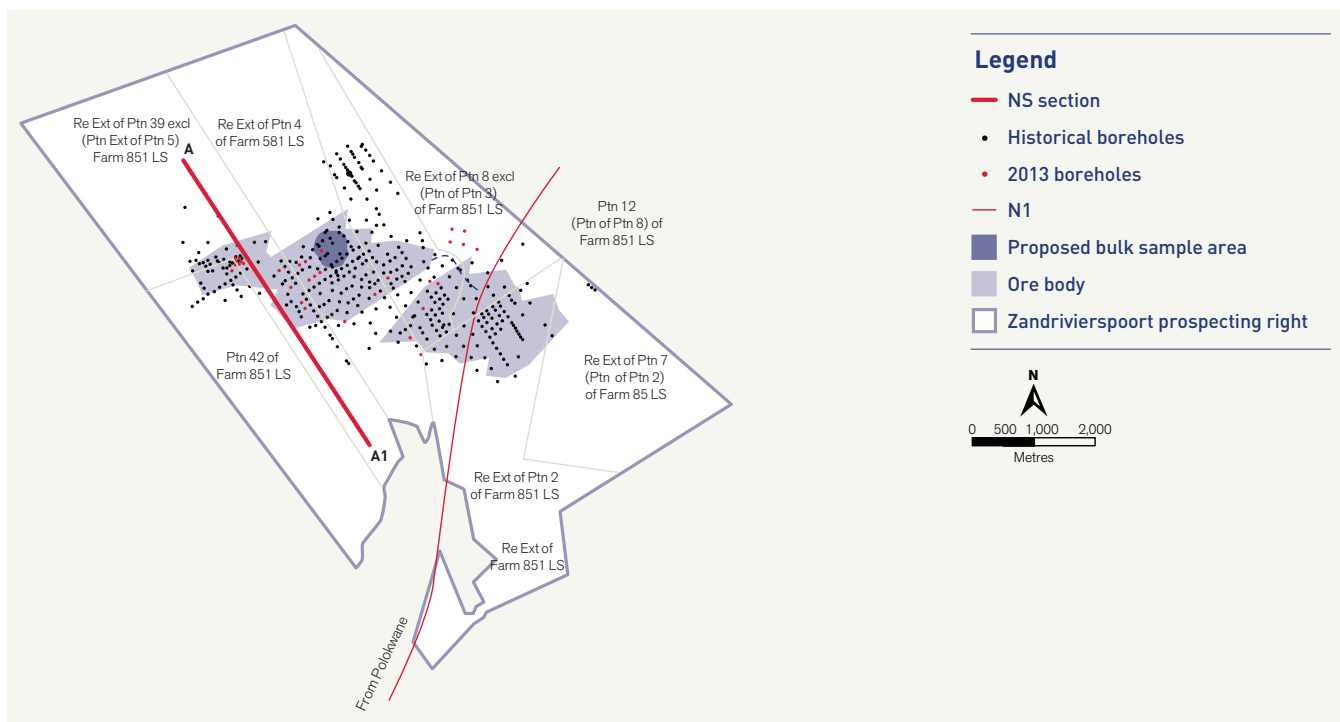 Re Ext of Ptn 39 excl
(Ptn Ext of Ptn 5)
Farm 851 LS
A
Re Ext of Ptn 4
of Farm 581 LS
Re Ext of Ptn 8 excl
(Ptn of Ptn 3)
of Farm 851 LS
Ptn 12
(Ptn of Ptn 8) of
Farm 851 LS
Ptn 42 of
Farm 851 LS
Re Ext of Ptn 7
(Ptn of Ptn 2)
of Farm 85 LS
A1
Re Ext of Ptn 2
of Farm 851 LS
Re Ext of
Farm 851 LS
From Polokwane
Legend
NS section
Historical boreholes
2013 boreholes
N1
Proposed bulk sample area
Ore body
Zandrivierspoort prospecting right
N
0 500 1,000 2,000
Metres